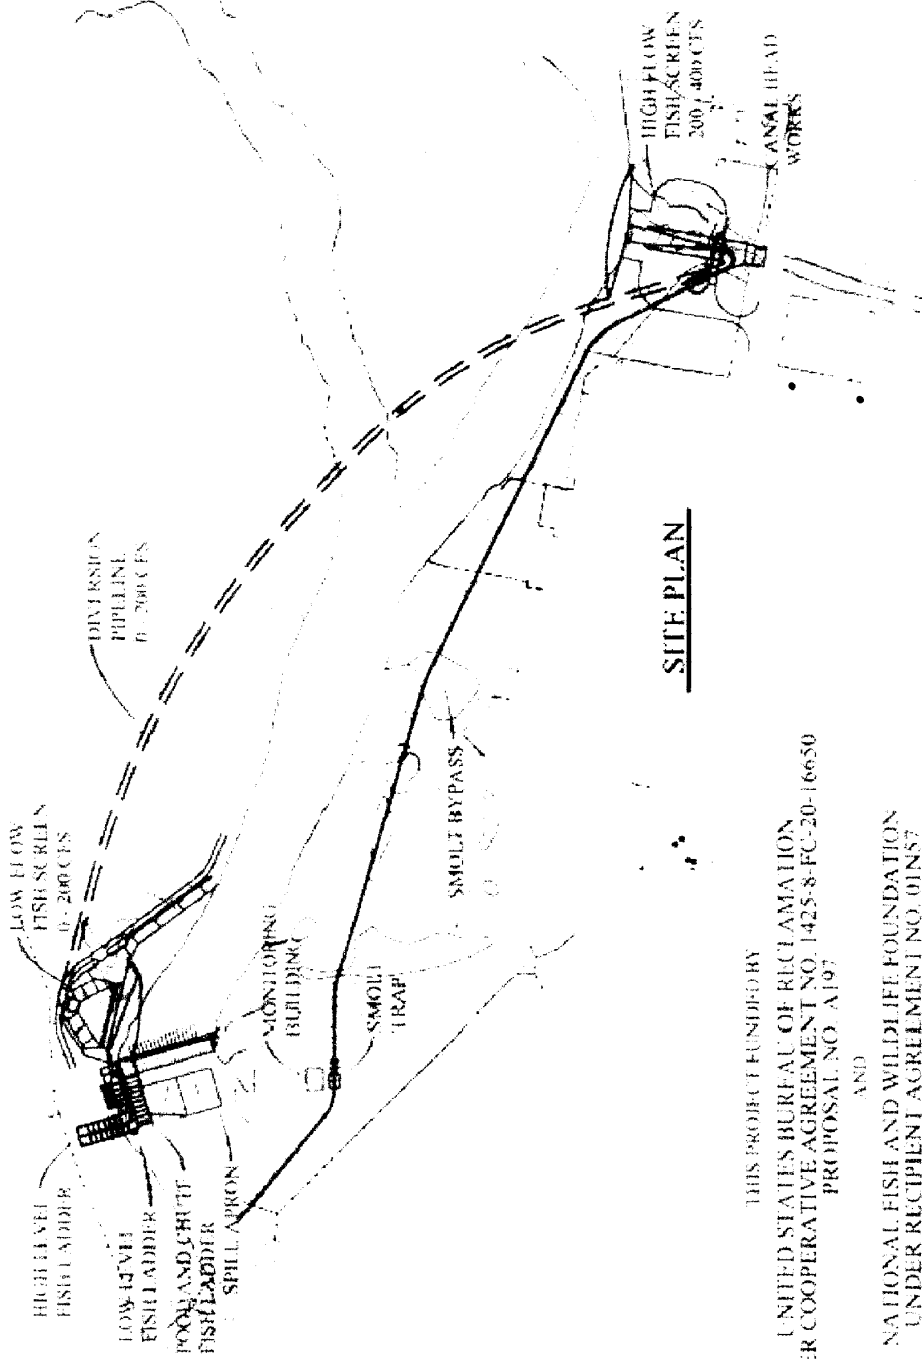 HIGH LEVEL
FISH LADDER
LOW LEVEL
FISH LADDER
POOL AND CHUTE
FISH LADDER
SPILL APRON
LOW FLOW
FISH SCREEN
0 - 200 CFS
MONITORING
BUILDING
SMOLT
TRAP
DIVERSION
PIPELINE
0 - 200 CFS
SMOLT BYPASS
HIGH FLOW
FISH SCREEN
200 / 400 CFS
CANAL HEAD
WORKS
SITE PLAN
THIS PROJECT FUNDED BY
UNITED STATES BUREAU OF RECLAMATION
ER COOPERATIVE AGREEMENT NO. 1425-8-FC-20-16650
PROPOSAL NO. A197
AND
NATIONAL FISH AND WILDLIFE FOUNDATION
UNDER RECIPIENT AGREEMENT NO. 01N57